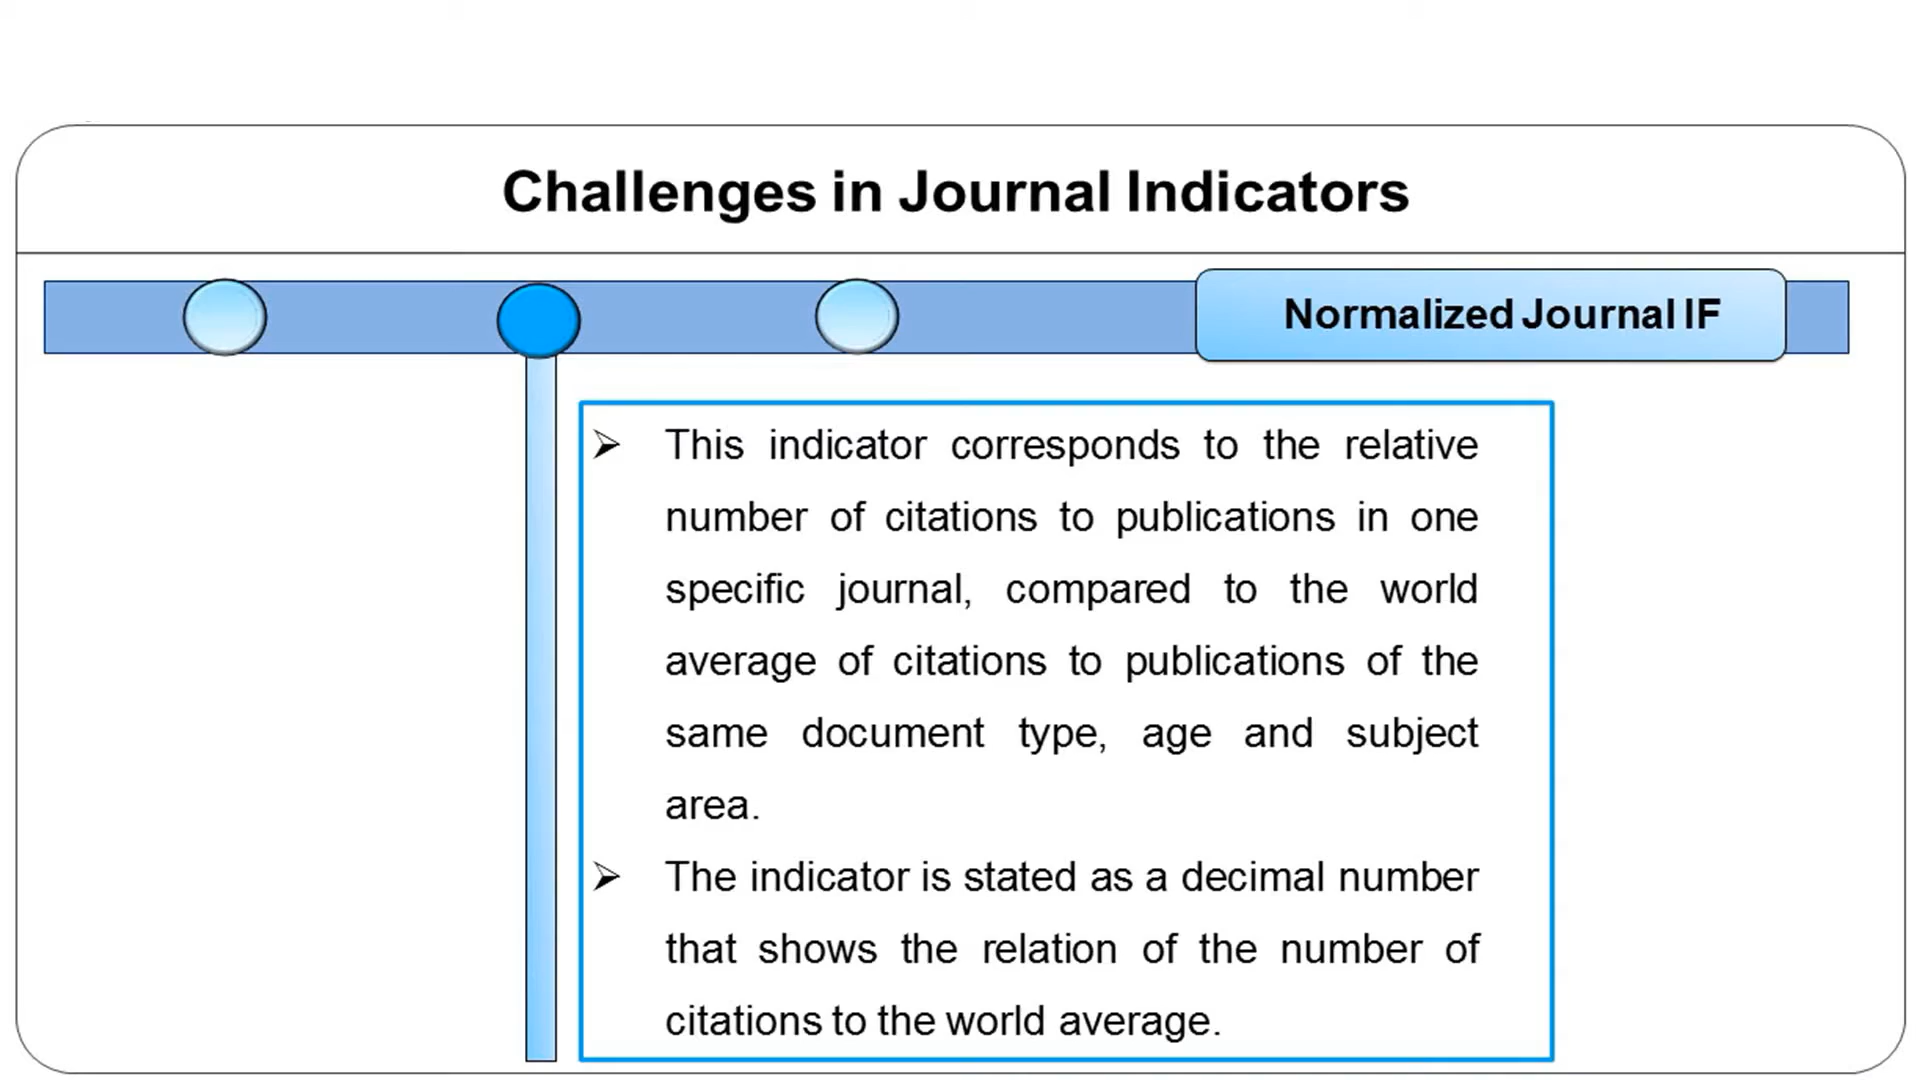 Challenges in Journal Indicators
Normalized Journal IF
➢ This indicator corresponds to the relative
number of citations to publications in one
specific journal, compared to the world
average of citations to publications of the
same document type, age and subject
area.
➢ The indicator is stated as a decimal number
that shows the relation of the number of
citations to the world average.